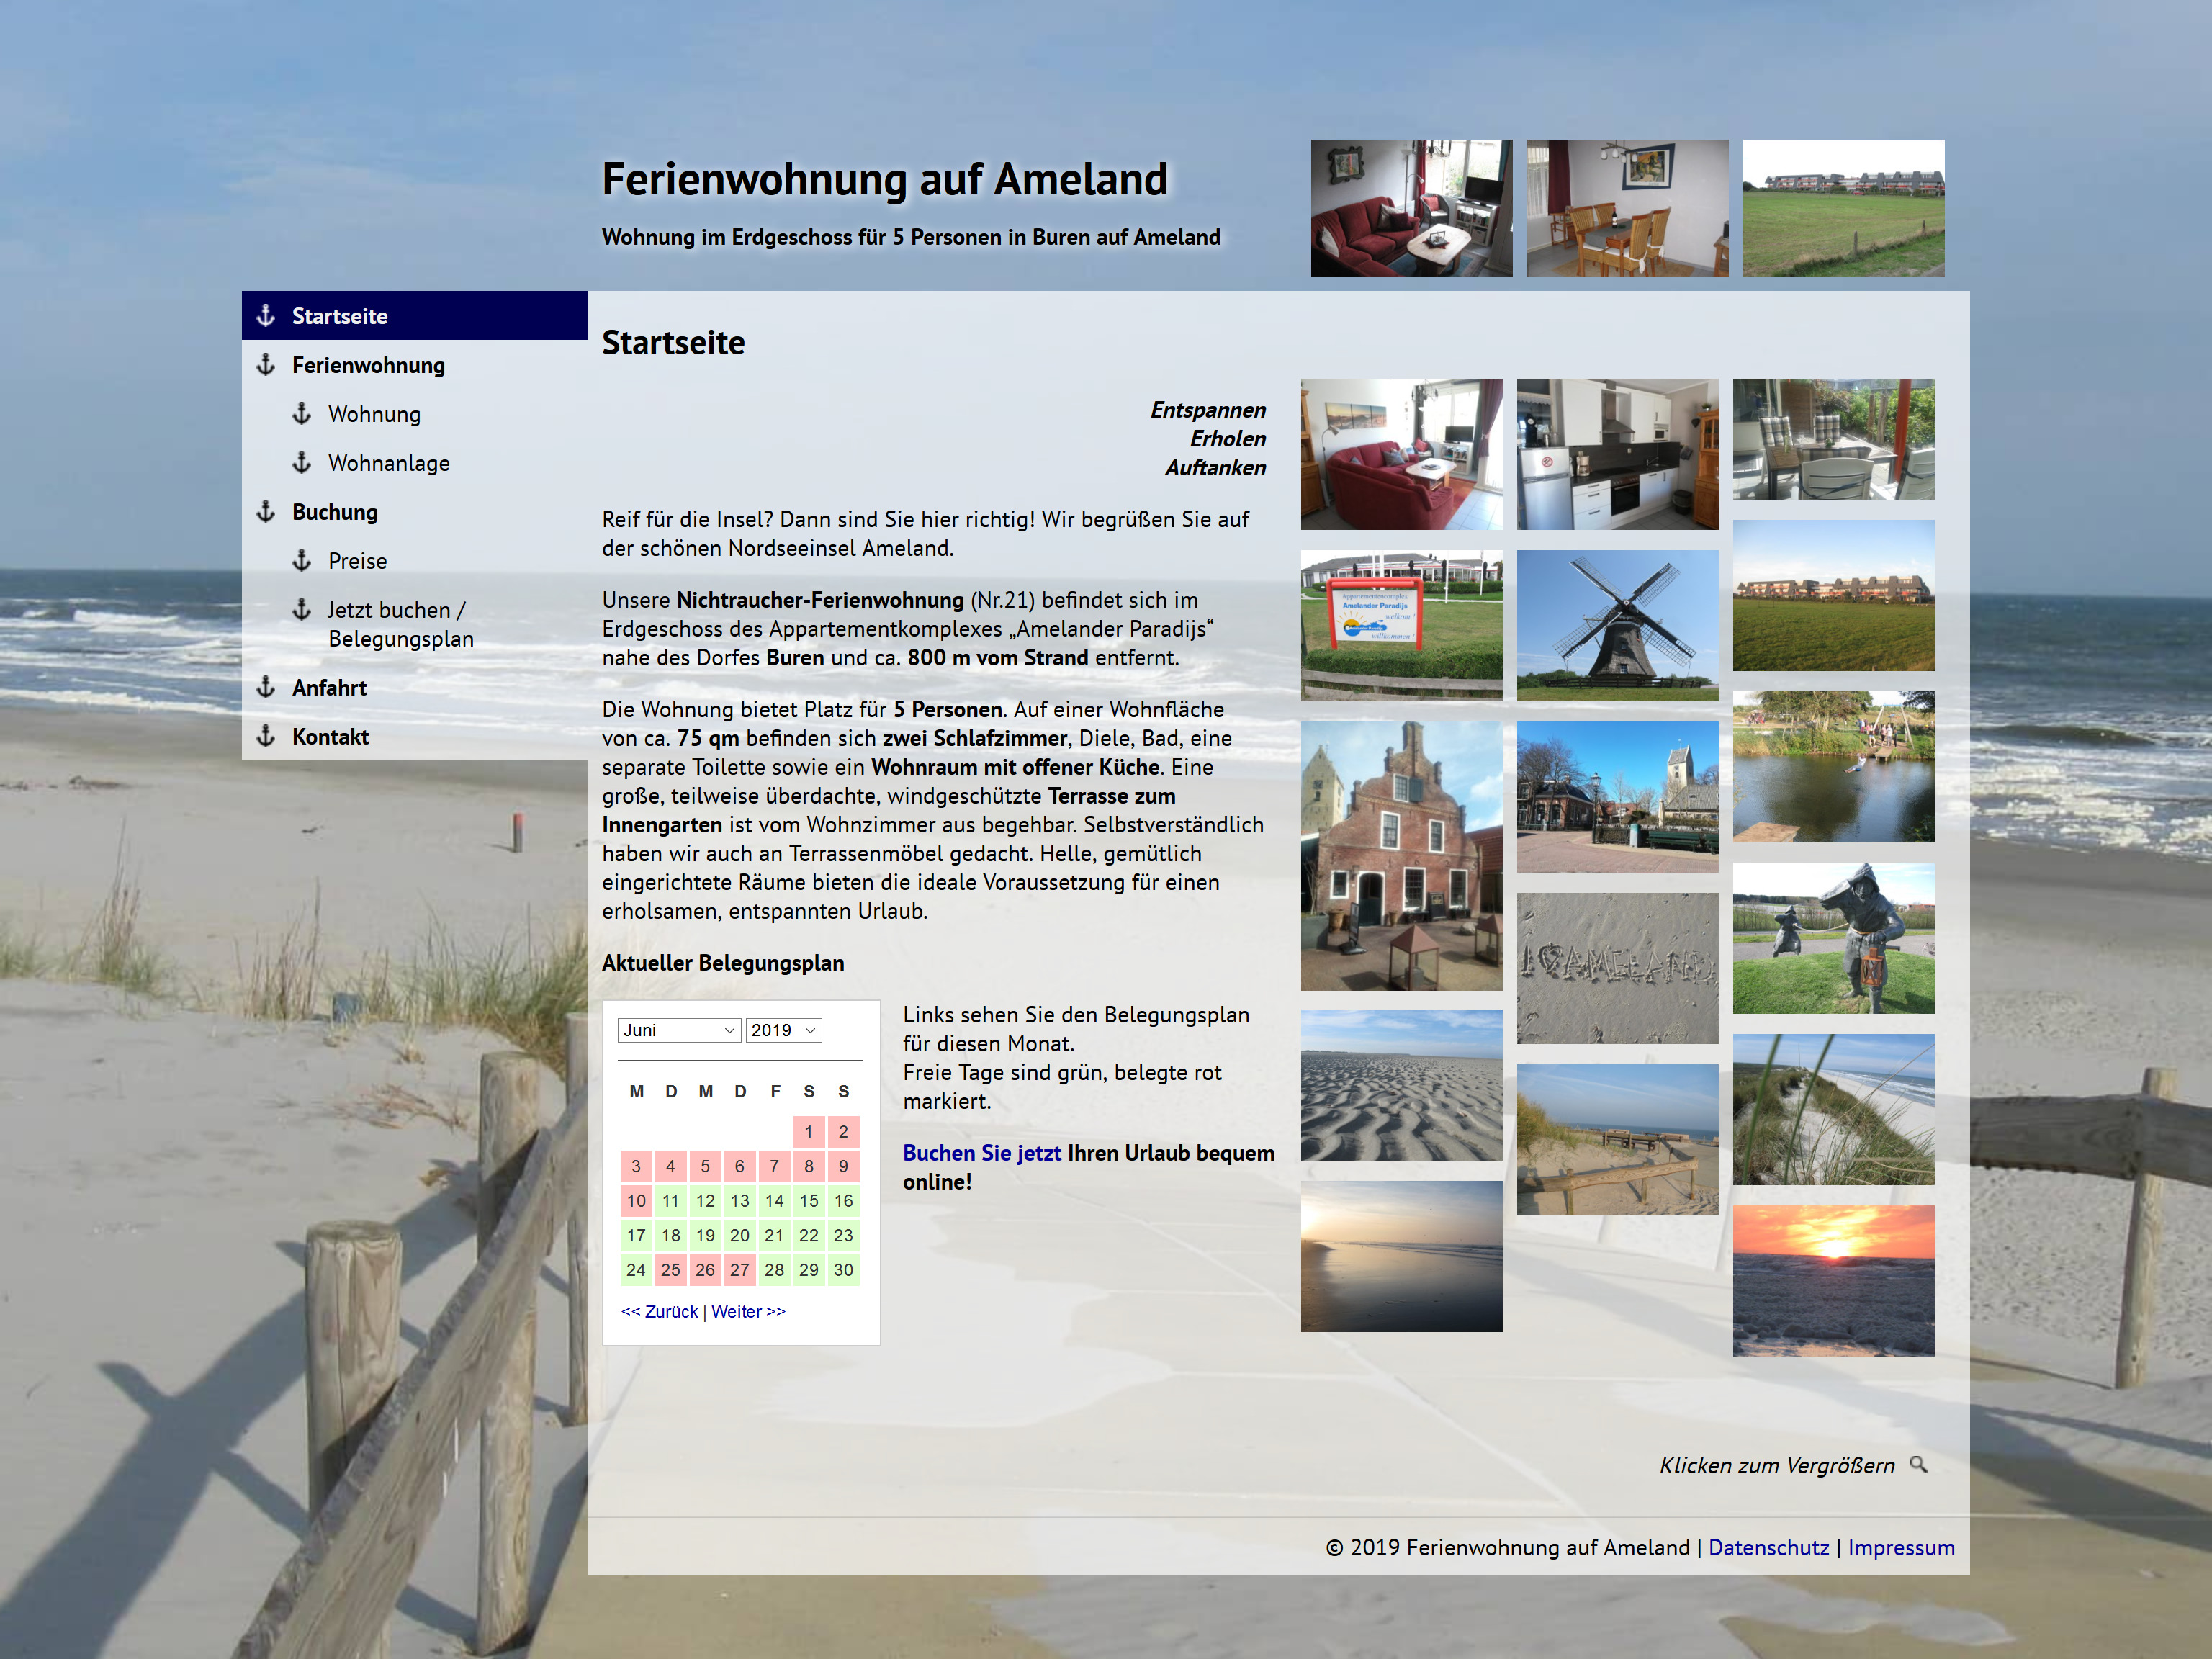 Ferienwohnung auf Ameland
Wohnung im Erdgeschoss für 5 Personen in Buren auf Ameland
Startseite
Ferienwohnung
Wohnung
Wohnanlage
Buchung
Preise
Jetzt buchen /
Belegungsplan
Anfahrt
Kontakt
Startseite
Entspannen
Erholen
Auftanken
Reif für die Insel? Dann sind Sie hier richtig! Wir begrüßen Sie auf
der schönen Nordseeinsel Ameland.
Unsere Nichtraucher-Ferienwohnung (Nr.21) befindet sich im
Erdgeschoss des Appartementkomplexes „Amelander Paradijs“
nahe des Dorfes Buren und ca. 800 m vom Strand entfernt.
Die Wohnung bietet Platz für 5 Personen. Auf einer Wohnfläche
von ca. 75 qm befinden sich zwei Schlafzimmer, Diele, Bad, eine
separate Toilette sowie ein Wohnraum mit offener Küche. Eine
große, teilweise überdachte, windgeschützte Terrasse zum
Innengarten ist vom Wohnzimmer aus begehbar. Selbstverständlich
haben wir auch an Terrassenmöbel gedacht. Helle, gemütlich
eingerichtete Räume bieten die ideale Voraussetzung für einen
erholsamen, entspannten Urlaub.
Aktueller Belegungsplan
Juni 2019
M D M D F S S
1 2
3 4 5 6 7 8 9
10 11 12 13 14 15 16
17 18 19 20 21 22 23
24 25 26 27 28 29 30
<< Zurück | Weiter >>
Links sehen Sie den Belegungsplan
für diesen Monat.
Freie Tage sind grün, belegte rot
markiert.
Buchen Sie jetzt Ihren Urlaub bequem
online!
Appartementencomplex
Amelander Paradijs
welkom !
willkommen !
I ♡ AMELAND
Klicken zum Vergrößern
© 2019 Ferienwohnung auf Ameland | Datenschutz | Impressum